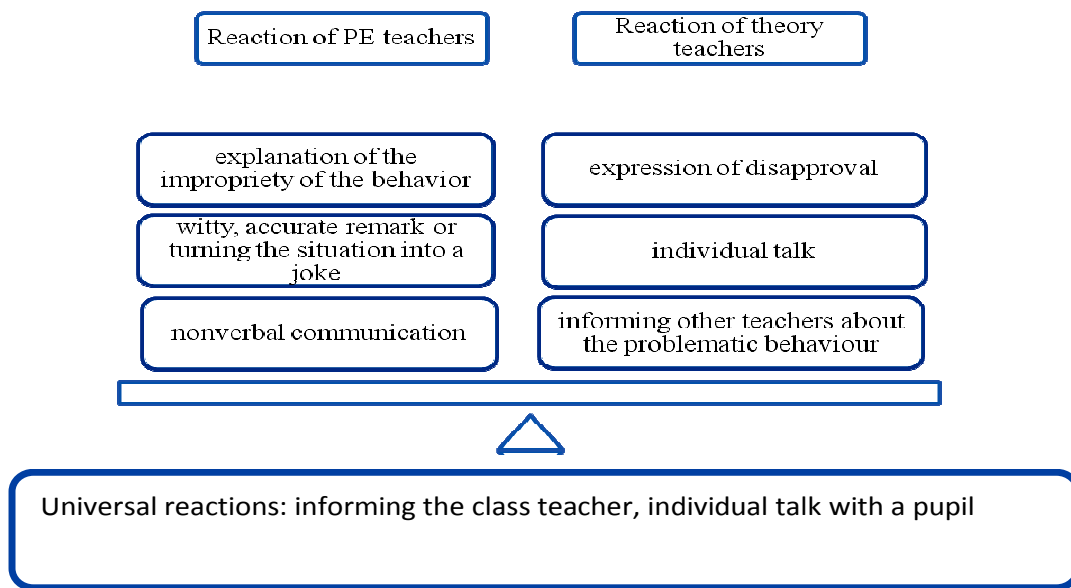 Reaction of PE teachers
Reaction of theory
teachers
explanation of the
impropriety of the behavior
expression of disapproval
witty, accurate remark or
turning the situation into a
joke
individual talk
nonverbal communication
informing other teachers about
the problematic behaviour
Universal reactions: informing the class teacher, individual talk with a pupil